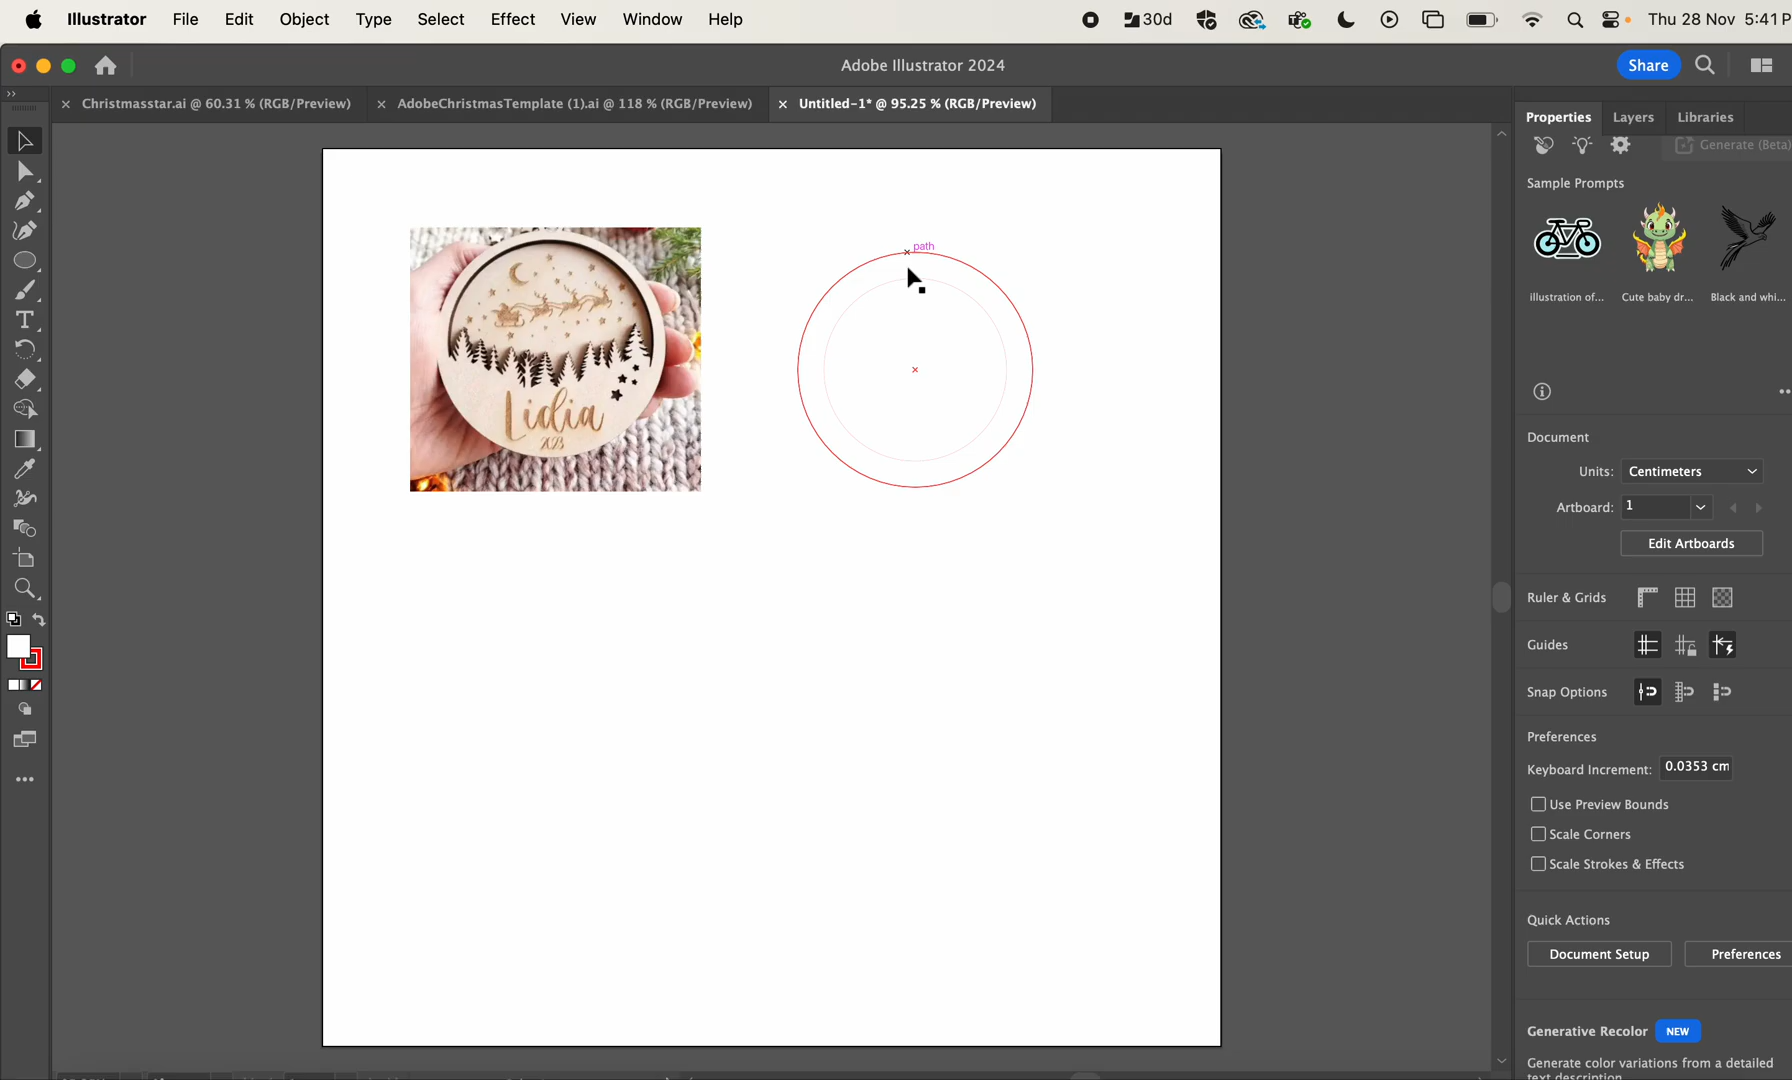 Illustrator File Edit Object Type Select Effect View Window Help 30d Thu 28 Nov 5:41 P
Adobe Illustrator 2024
Share
Christmasstar.ai @ 60.31 % (RGB/Preview) AdobeChristmasTemplate (1).ai @ 118 % (RGB/Preview) Untitled-1* @ 95.25 % (RGB/Preview)
Properties Layers Libraries
Generate (Beta)
Sample Prompts
illustration of... Cute baby dr... Black and whi...
path
Lidia
2023
Document
Units: Centimeters
Artboard: 1
Edit Artboards
Ruler & Grids
Guides
Snap Options
Preferences
Keyboard Increment: 0.0353 cm
Use Preview Bounds
Scale Corners
Scale Strokes & Effects
Quick Actions
Document Setup Preferences
Generative Recolor NEW
Generate color variations from a detailed
text description